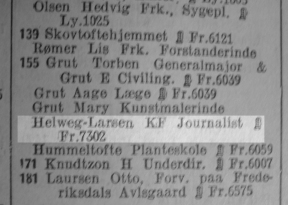 Olsen Hedvig Frk., Sygepl.
Ly.1025
139 Skovtoftehjemmet Fr.6121
Rømer Lis Frk. Forstanderinde
155 Grut Torben Generalmajor &
Grut E Civiling. Fr.6039
Grut Aage Læge Fr.6039
Grut Mary Kunstmalerinde
Helweg-Larsen KF Journalist
Fr.7302
Hummeltofte Planteskole Fr.6059
171 Knudtzon H Underdir. Fr.6007
181 Laursen Otto, Forv. paa Frede-
riksdals Avlsgaard Fr.6575